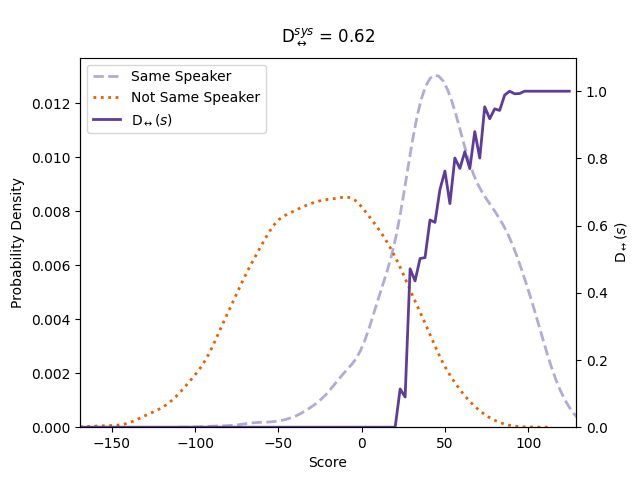 D↔^sys = 0.62
Same Speaker
Not Same Speaker
D↔(s)
Probability Density
0.012
0.010
0.008
0.006
0.004
0.002
0.000
1.0
0.8
0.6
0.4
0.2
0.0
D↔(s)
−150 −100 −50 0 50 100
Score